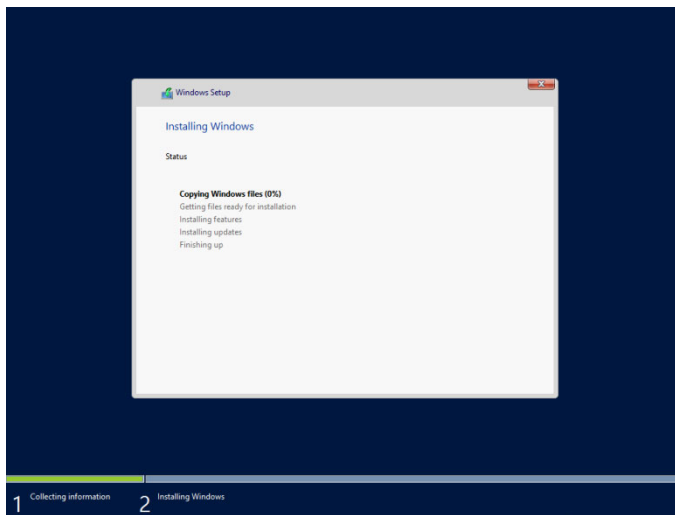 Windows Setup
Installing Windows
Status
Copying Windows files (0%)
Getting files ready for installation
Installing features
Installing updates
Finishing up
1 Collecting information
2 Installing Windows